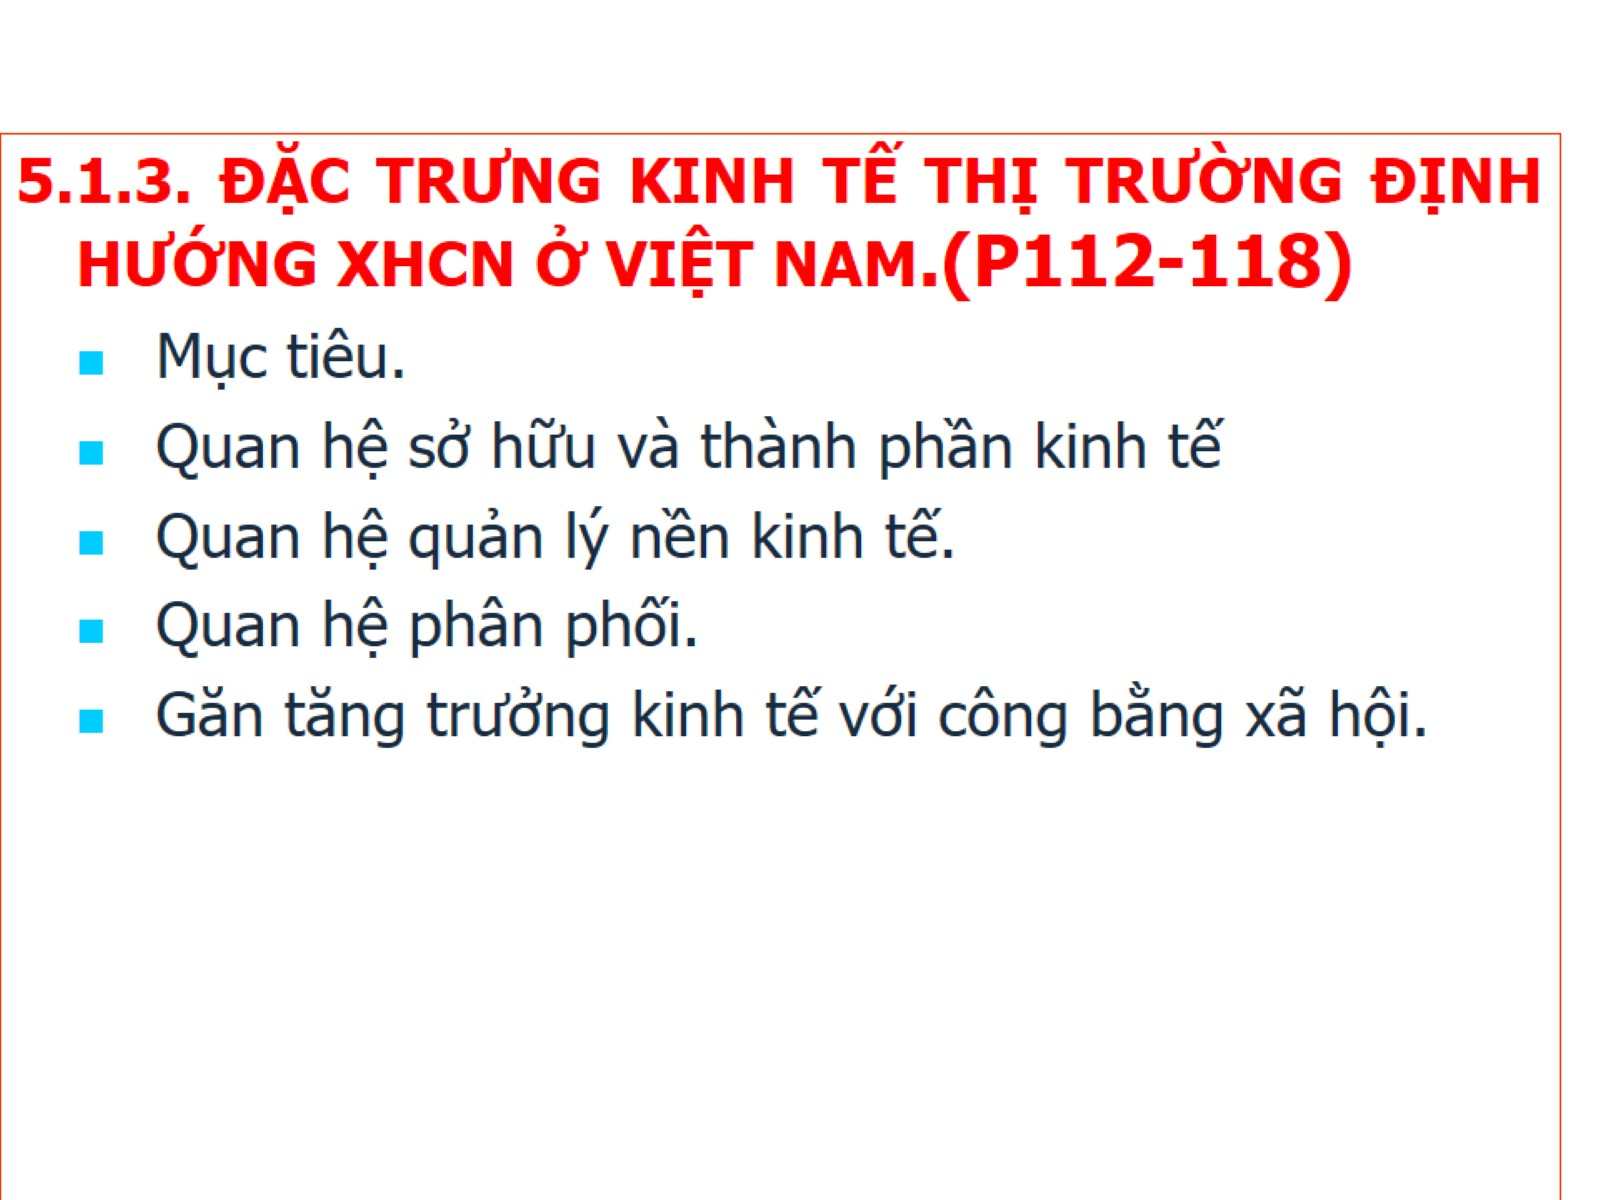 5.1.3. ĐẶC TRƯNG KINH TẾ THỊ TRƯỜNG ĐỊNH
HƯỚNG XHCN Ở VIỆT NAM.(P112-118)
Mục tiêu.
Quan hệ sở hữu và thành phần kinh tế
Quan hệ quản lý nền kinh tế.
Quan hệ phân phối.
Găn tăng trưởng kinh tế với công bằng xã hội.